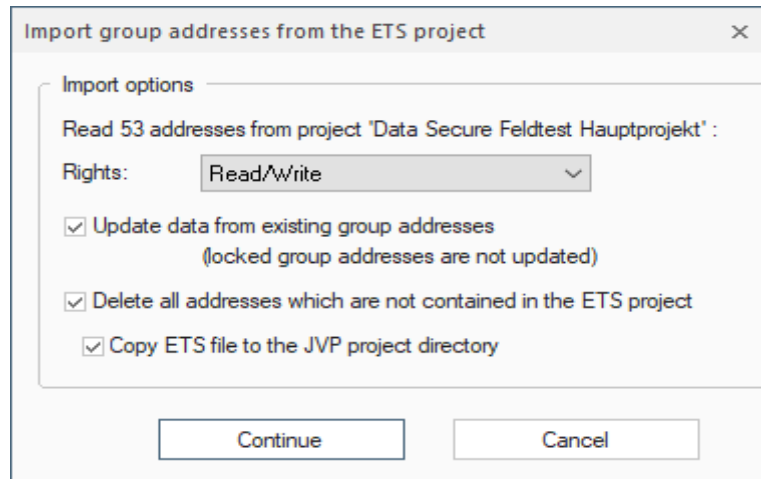 Import group addresses from the ETS project
Import options
Read 53 addresses from project "Data Secure Feldtest Hauptprojekt" :
Rights: Read/Write
Update data from existing group addresses
(locked group addresses are not updated)
Delete all addresses which are not contained in the ETS project
Copy ETS file to the JVP project directory
Continue Cancel